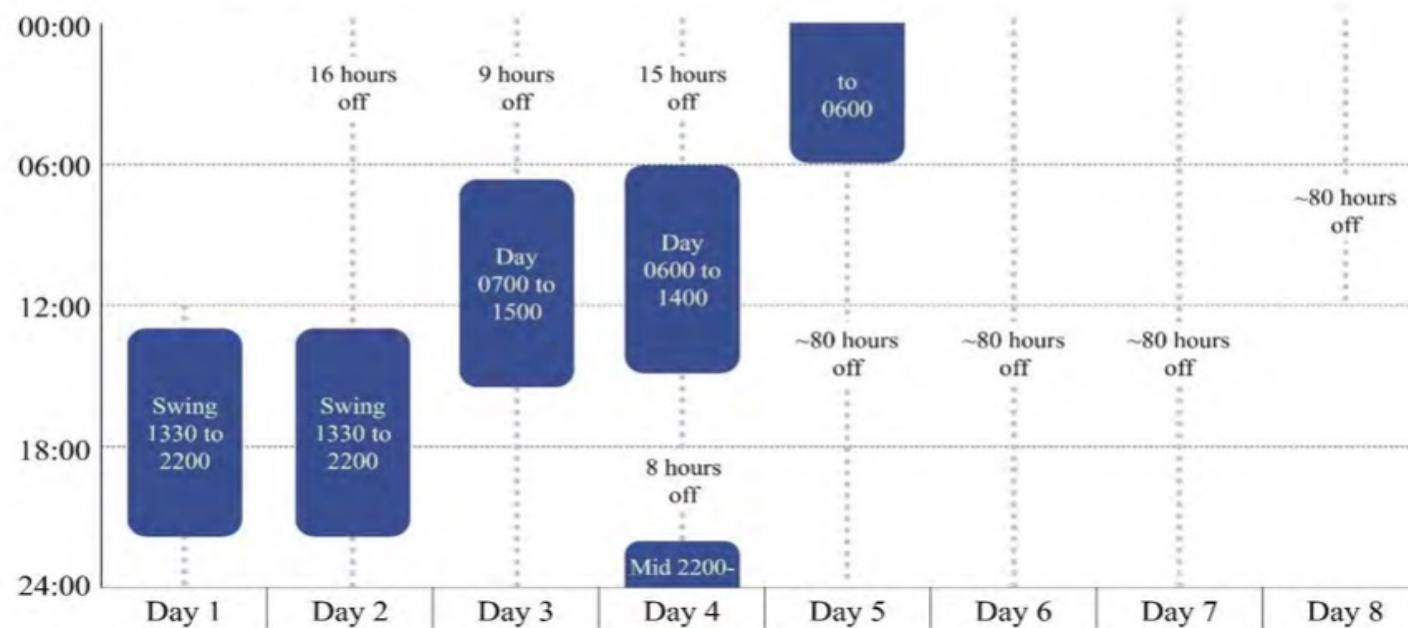 00:00
06:00
12:00
18:00
24:00
Swing
1330 to
2200
16 hours
off
Swing
1330 to
2200
9 hours
off
Day
0700 to
1500
15 hours
off
Day
0600 to
1400
8 hours
off
Mid 2200-
to
0600
~80 hours
off
~80 hours
off
~80 hours
off
~80 hours
off
Day 1
Day 2
Day 3
Day 4
Day 5
Day 6
Day 7
Day 8